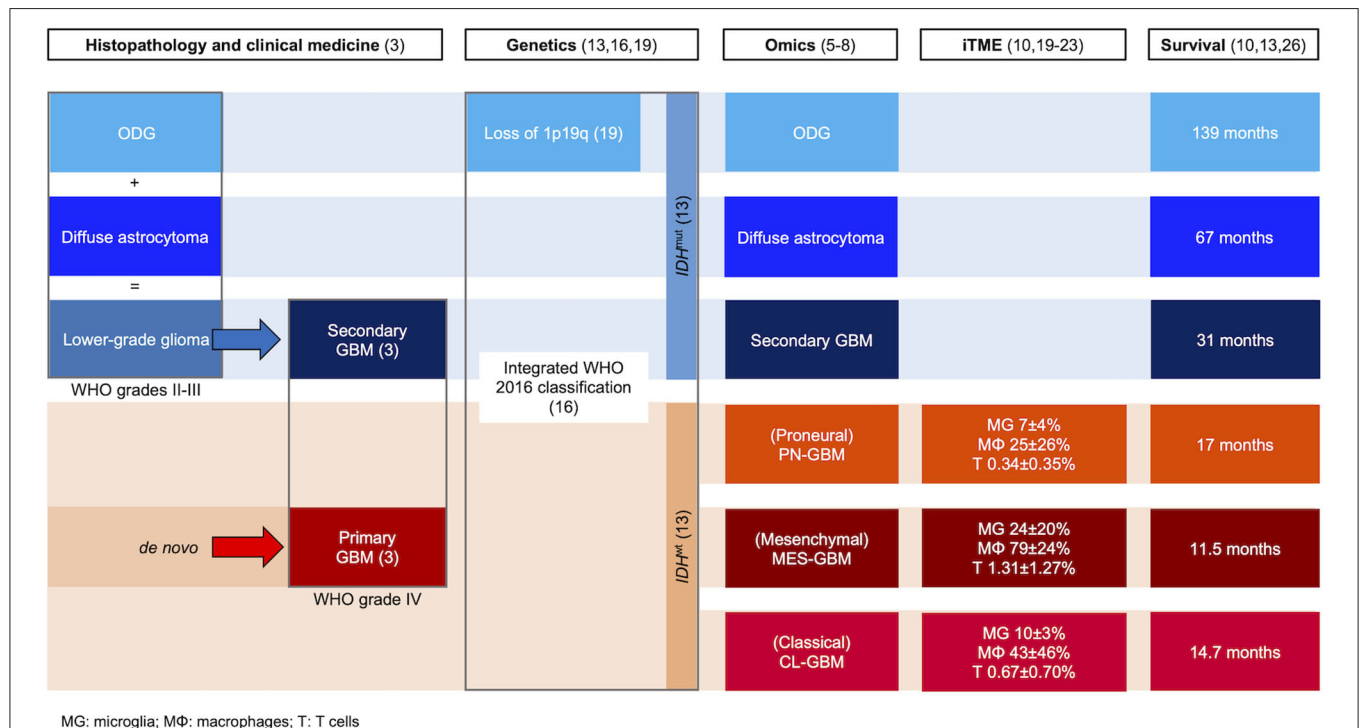 Histopathology and clinical medicine (3)
Genetics (13,16,19)
Omics (5-8)
iTME (10,19-23)
Survival (10,13,26)
ODG
Loss of 1p19q (19)
ODG
139 months
+
Diffuse astrocytoma
Diffuse astrocytoma
67 months
=
Lower-grade glioma
Secondary
GBM (3)
Secondary GBM
31 months
WHO grades II-III
IDHmut (13)
Integrated WHO
2016 classification
(16)
(Proneural)
PN-GBM
MG 7±4%
MΦ 25±26%
T 0.34±0.35%
17 months
de novo
Primary
GBM (3)
WHO grade IV
IDHwt (13)
(Mesenchymal)
MES-GBM
MG 24±20%
MΦ 79±24%
T 1.31±1.27%
11.5 months
(Classical)
CL-GBM
MG 10±3%
MΦ 43±46%
T 0.67±0.70%
14.7 months
MG: microglia; MΦ: macrophages; T: T cells